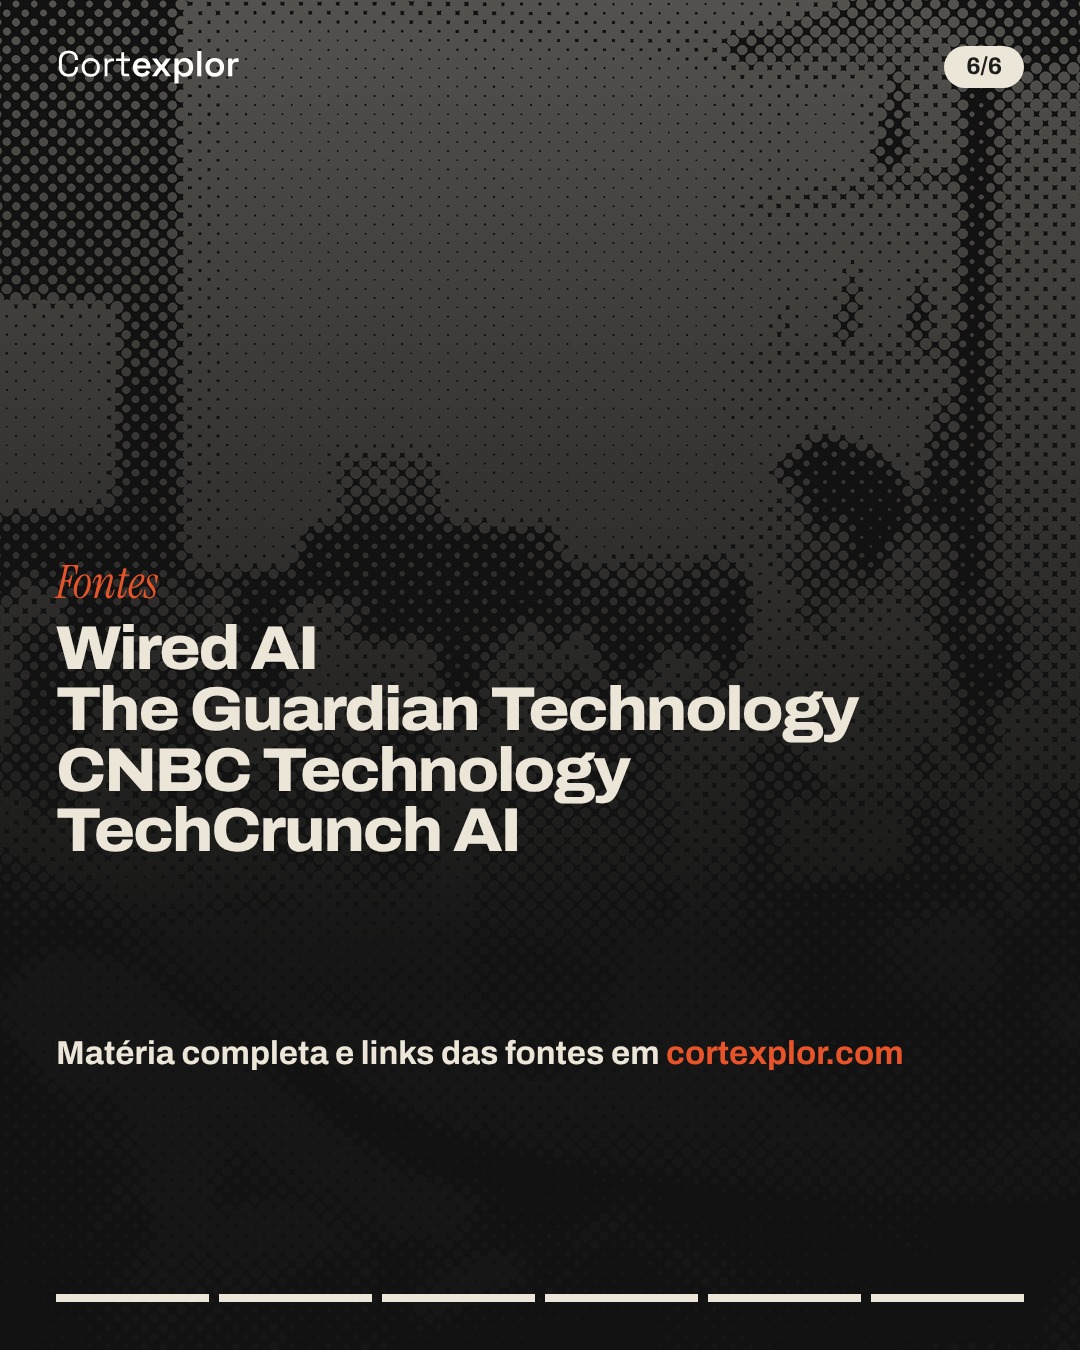 Cortexplor
6/6
Fontes
Wired AI
The Guardian Technology
CNBC Technology
TechCrunch AI
Matéria completa e links das fontes em cortexplor.com